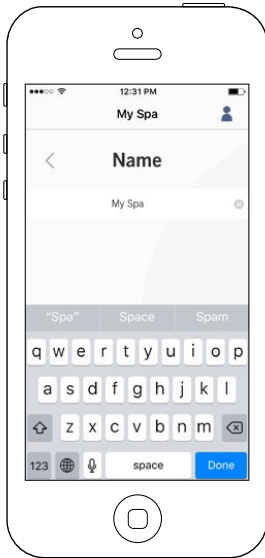 12:31 PM
My Spa
Name
My Spa
"Spa" Space Spam
q w e r t y u i o p
a s d f g h j k l
z x c v b n m
123 space Done